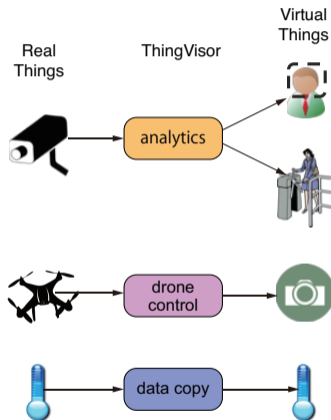 Real
Things
ThingVisor
Virtual
Things
analytics
drone
control
data copy